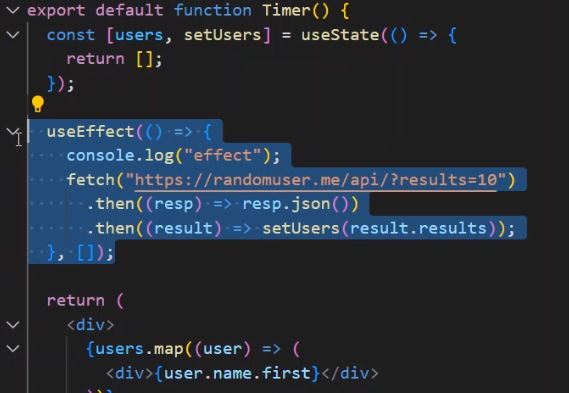 export default function Timer() {
const [users, setUsers] = useState(() => {
return [];
});
useEffect(() => {
console.log("effect");
fetch("https://randomuser.me/api/?results=10")
.then((resp) => resp.json())
.then((result) => setUsers(result.results));
}, []);
return (
<div>
{users.map((user) => (
<div>{user.name.first}</div>
))}